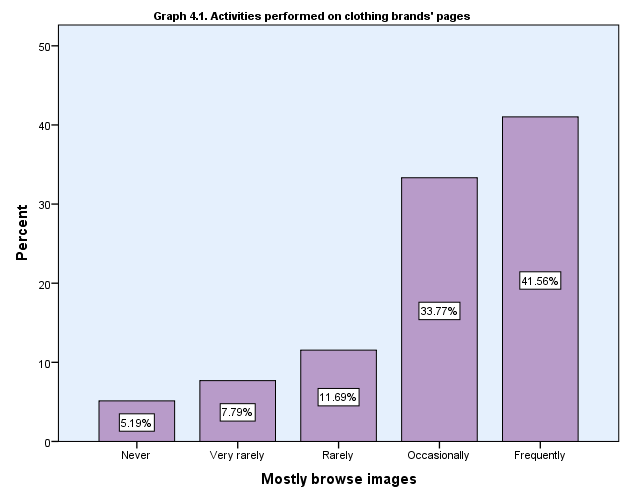 Graph 4.1. Activities performed on clothing brands' pages
Percent
50
40
30
20
10
0
5.19%
7.79%
11.69%
33.77%
41.56%
Never Very rarely Rarely Occasionally Frequently
Mostly browse images